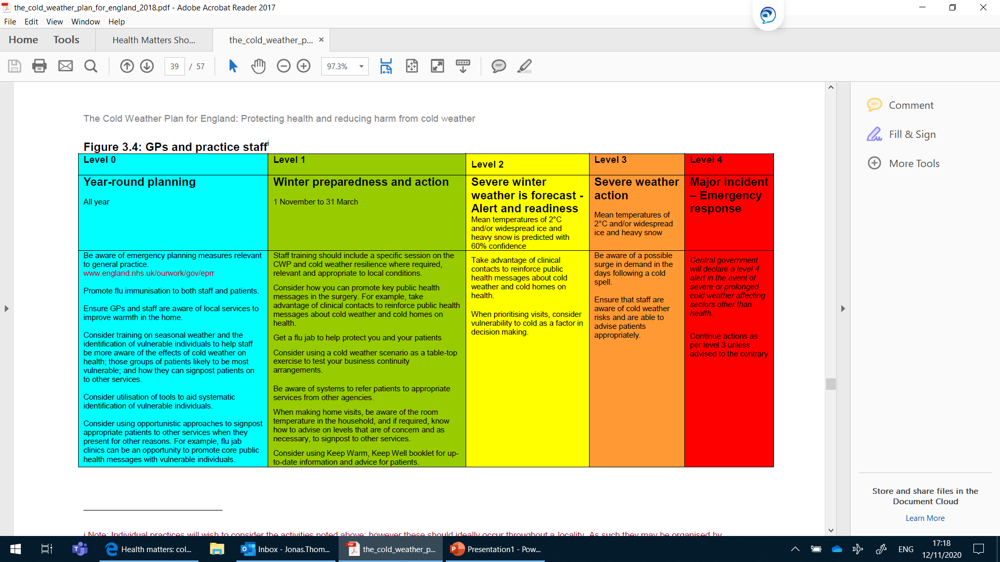 the_cold_weather_plan_for_england_2018.pdf - Adobe Acrobat Reader 2017
File Edit View Window Help
Home Tools Health Matters Sho... the_cold_weather_p... ×
39 / 57 97.3%
The Cold Weather Plan for England: Protecting health and reducing harm from cold weather
Figure 3.4: GPs and practice staffi
Level 0
Year-round planning
All year
Be aware of emergency planning measures relevant
to general practice.
www.england.nhs.uk/ourwork/gov/eprr
Promote flu immunisation to both staff and patients.
Ensure GPs and staff are aware of local services to
improve warmth in the home.
Consider training on seasonal weather and the
identification of vulnerable individuals to help staff
be more aware of the effects of cold weather on
health; those groups of patients likely to be most
vulnerable; and how they can signpost patients on
to other services.
Consider utilisation of tools to aid systematic
identification of vulnerable individuals.
Consider using opportunistic approaches to signpost
appropriate patients to other services when they
present for other reasons. For example, flu jab
clinics can be an opportunity to promote core public
health messages with vulnerable individuals.
Level 1
Winter preparedness and action
1 November to 31 March
Staff training should include a specific session on the
CWP and cold weather resilience where required,
relevant and appropriate to local conditions.
Consider how you can promote key public health
messages in the surgery. For example, take
advantage of clinical contacts to reinforce public health
messages about cold weather and cold homes on
health.
Get a flu jab to help protect you and your patients
Consider using a cold weather scenario as a table-top
exercise to test your business continuity
arrangements.
Be aware of systems to refer patients to appropriate
services from other agencies.
When making home visits, be aware of the room
temperature in the household, and if required, know
how to advise on levels that are of concern and as
necessary, to signpost to other services.
Consider using Keep Warm, Keep Well booklet for up-
to-date information and advice for patients.
Level 2
Severe winter
weather is forecast -
Alert and readiness
Mean temperatures of 2°C
and/or widespread ice and
heavy snow is predicted with
60% confidence
Take advantage of clinical
contacts to reinforce public
health messages about cold
weather and cold homes on
health.
When prioritising visits, consider
vulnerability to cold as a factor in
decision making.
Level 3
Severe weather
action
Mean temperatures of
2°C and/or widespread
ice and heavy snow
Be aware of a possible
surge in demand in the
days following a cold
spell.
Ensure that staff are
aware of cold weather
risks and are able to
advise patients
appropriately.
Level 4
Major incident
– Emergency
response
Central government
will declare a level 4
alert in the event of
severe or prolonged
cold weather affecting
sectors other than
health.
Continue actions as
per level 3 unless
advised to the contrary
i Note: Individual practices will wish to consider the activities noted above; however these should ideally occur throughout a locality. As such they may be organised by
Comment
Fill & Sign
More Tools
Store and share files in the
Document Cloud
Learn More
Health matters: col...
Inbox - Jonas.Thom...
the_cold_weather_p...
Presentation1 - Pow...
ENG
17:18
12/11/2020